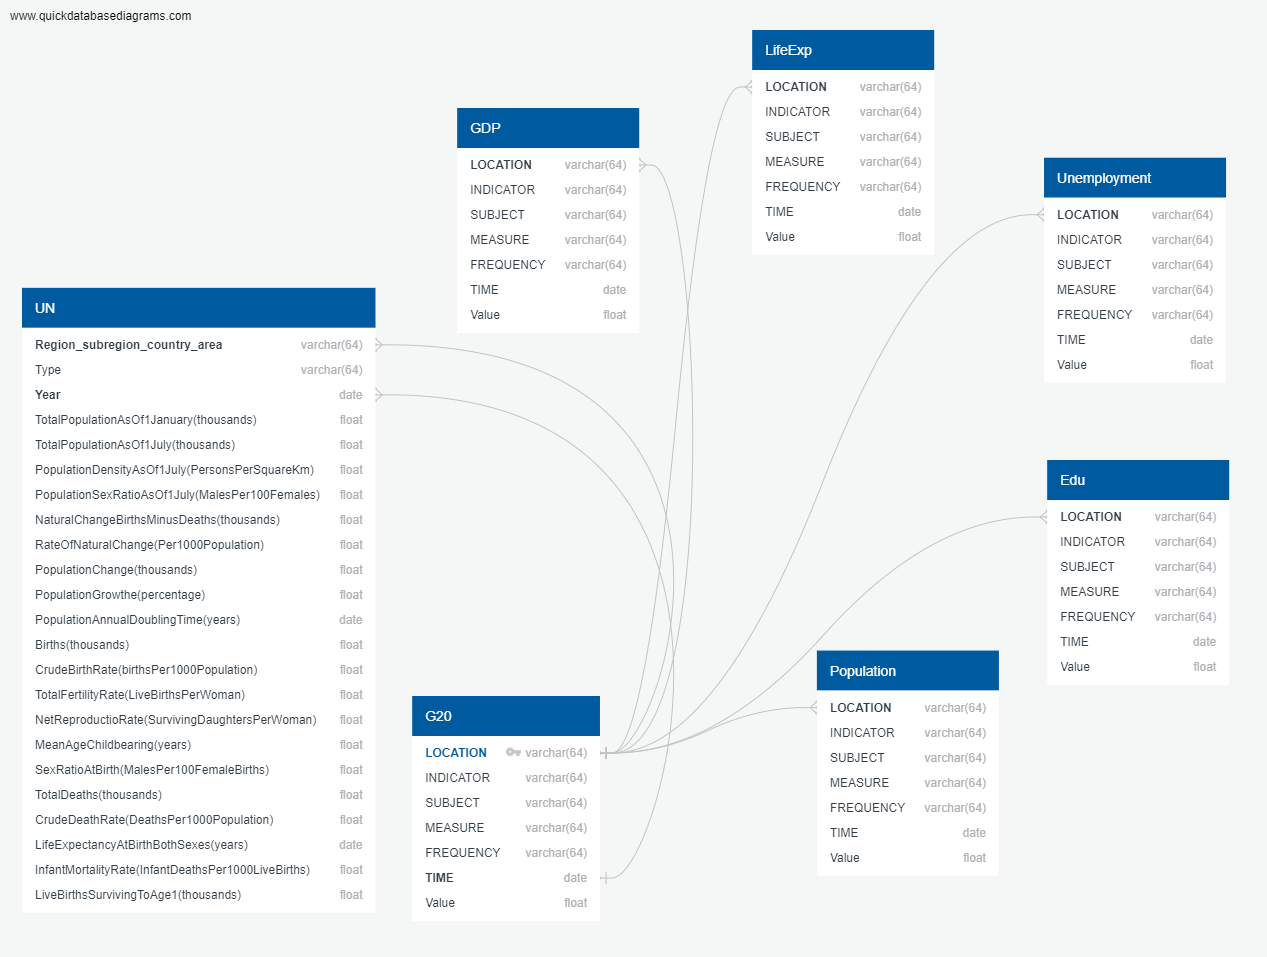 www.quickdatabasediagrams.com
LifeExp
LOCATION varchar(64)
INDICATOR varchar(64)
SUBJECT varchar(64)
MEASURE varchar(64)
FREQUENCY varchar(64)
TIME date
Value float
GDP
LOCATION varchar(64)
INDICATOR varchar(64)
SUBJECT varchar(64)
MEASURE varchar(64)
FREQUENCY varchar(64)
TIME date
Value float
Unemployment
LOCATION varchar(64)
INDICATOR varchar(64)
SUBJECT varchar(64)
MEASURE varchar(64)
FREQUENCY varchar(64)
TIME date
Value float
UN
Region_subregion_country_area varchar(64)
Type varchar(64)
Year date
TotalPopulationAsOf1January(thousands) float
TotalPopulationAsOf1July(thousands) float
PopulationDensityAsOf1July(PersonsPerSquareKm) float
PopulationSexRatioAsOf1July(MalesPer100Females) float
NaturalChangeBirthsMinusDeaths(thousands) float
RateOfNaturalChange(Per1000Population) float
PopulationChange(thousands) float
PopulationGrowthe(percentage) float
PopulationAnnualDoublingTime(years) date
Births(thousands) float
CrudeBirthRate(birthsPer1000Population) float
TotalFertilityRate(LiveBirthsPerWoman) float
NetReproductioRate(SurvivingDaughtersPerWoman) float
MeanAgeChildbearing(years) float
SexRatioAtBirth(MalesPer100FemaleBirths) float
TotalDeaths(thousands) float
CrudeDeathRate(DeathsPer1000Population) float
LifeExpectancyAtBirthBothSexes(years) date
InfantMortalityRate(InfantDeathsPer1000LiveBirths) float
LiveBirthsSurvivingToAge1(thousands) float
Edu
LOCATION varchar(64)
INDICATOR varchar(64)
SUBJECT varchar(64)
MEASURE varchar(64)
FREQUENCY varchar(64)
TIME date
Value float
Population
LOCATION varchar(64)
INDICATOR varchar(64)
SUBJECT varchar(64)
MEASURE varchar(64)
FREQUENCY varchar(64)
TIME date
Value float
G20
LOCATION varchar(64)
INDICATOR varchar(64)
SUBJECT varchar(64)
MEASURE varchar(64)
FREQUENCY varchar(64)
TIME date
Value float